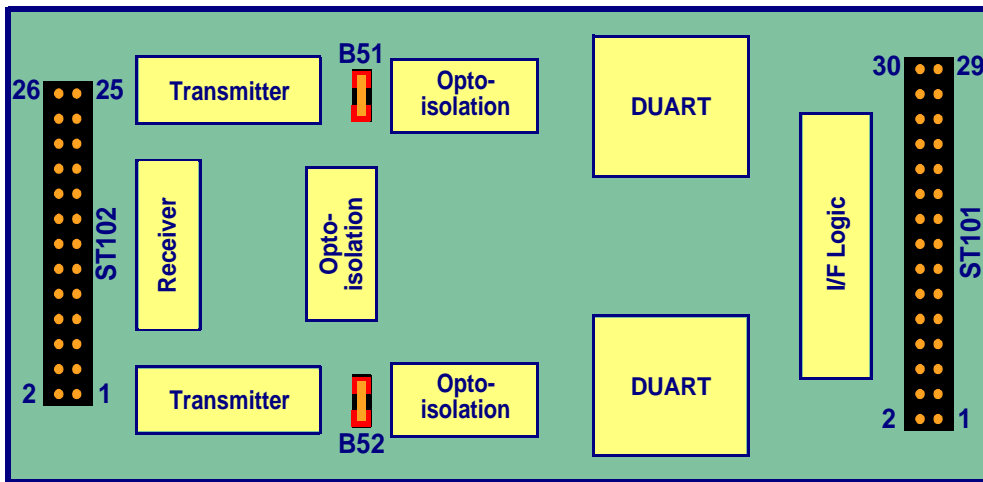 B51
26
25
Transmitter
Opto-
isolation
DUART
30
29
ST102
Receiver
Opto-
isolation
I/F Logic
ST101
2
1
Transmitter
B52
Opto-
isolation
DUART
2
1